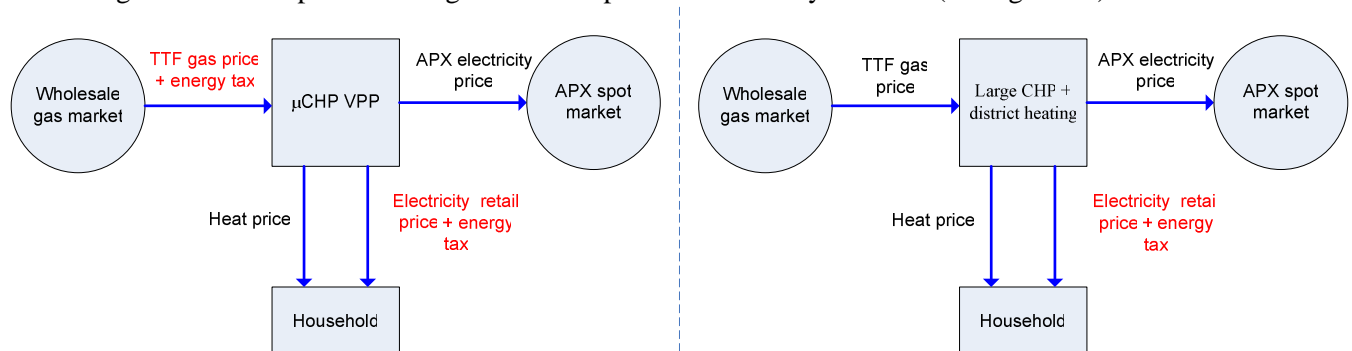 TTF gas price
+ energy tax
Wholesale
gas market
μCHP VPP
APX electricity
price
APX spot
market
Heat price
Electricity retail
price + energy
tax
Household
Wholesale
gas market
TTF gas
price
Large CHP +
district heating
APX electricity
price
APX spot
market
Heat price
Electricity retai
price + energy
tax
Household